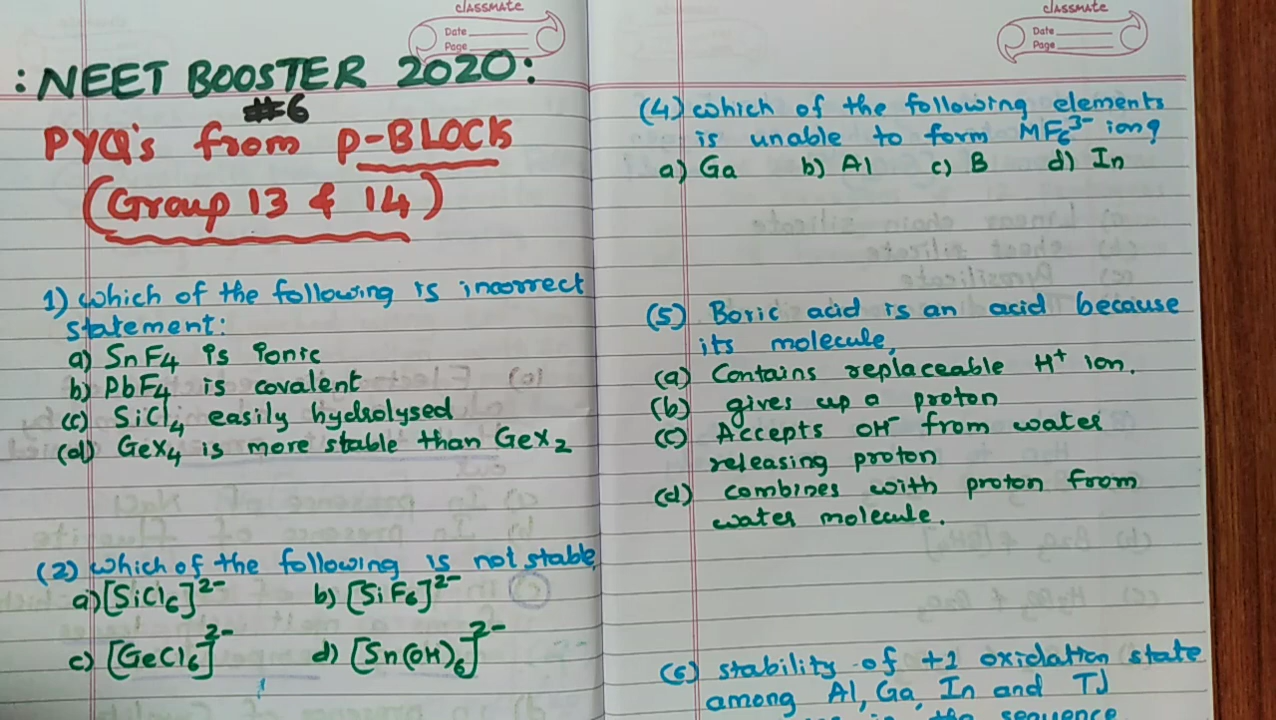 classmate
Date
Page
: NEET BOOSTER 2020:
#6
PYQ's from p-BLOCK
(Group 13 & 14)
1) which of the following is incorrect
statement:
a) SnF4 is ionic
b) PbF4 is covalent
(c) SiCl4 easily hydrolysed
(d) GeX4 is more stable than GeX2
(2) which of the following is not stable
a) [SiCl6]2- b) [SiF6]2-
c) [GeCl6]2- d) [Sn(OH)6]2-
classmate
Date
Page
(4) which of the following elements
is unable to form MF6 3- ion?
a) Ga b) Al c) B d) In
(5) Boric acid is an acid because
its molecule,
(a) Contains replaceable H+ ion.
(b) gives up a proton
(c) Accepts OH- from water
releasing proton
(d) combines with proton from
water molecule.
(6) stability of +1 oxidation state
among Al, Ga, In and Tl
in the sequence